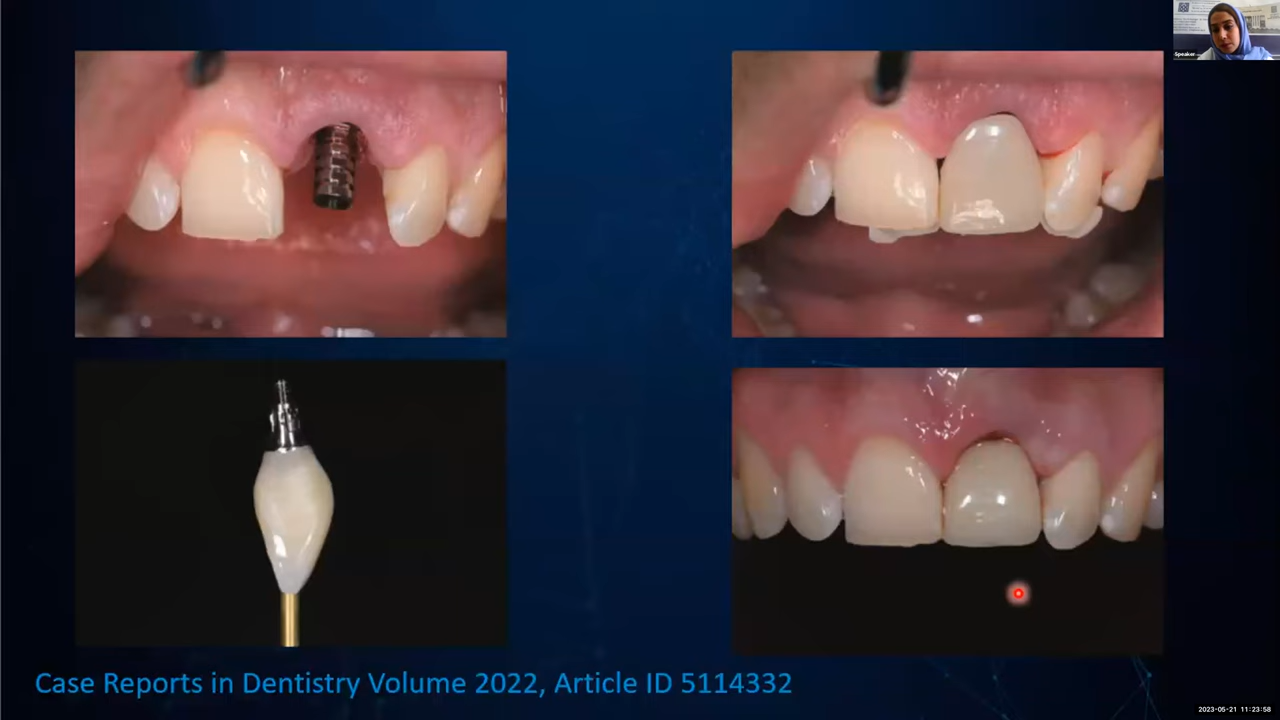 Speaker
Case Reports in Dentistry Volume 2022, Article ID 5114332
2023-05-21 11:23:58